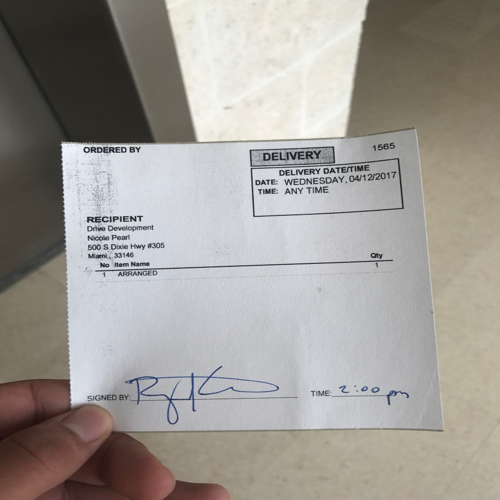 ORDERED BY
DELIVERY
1565
DELIVERY DATE/TIME
DATE: WEDNESDAY, 04/12/2017
TIME: ANY TIME
RECIPIENT
Drive Development
Nicole Pearl
500 S Dixie Hwy #305
Miami, 33146
No Item Name Qty
1 ARRANGED 1
SIGNED BY:
TIME: 2:00 pm